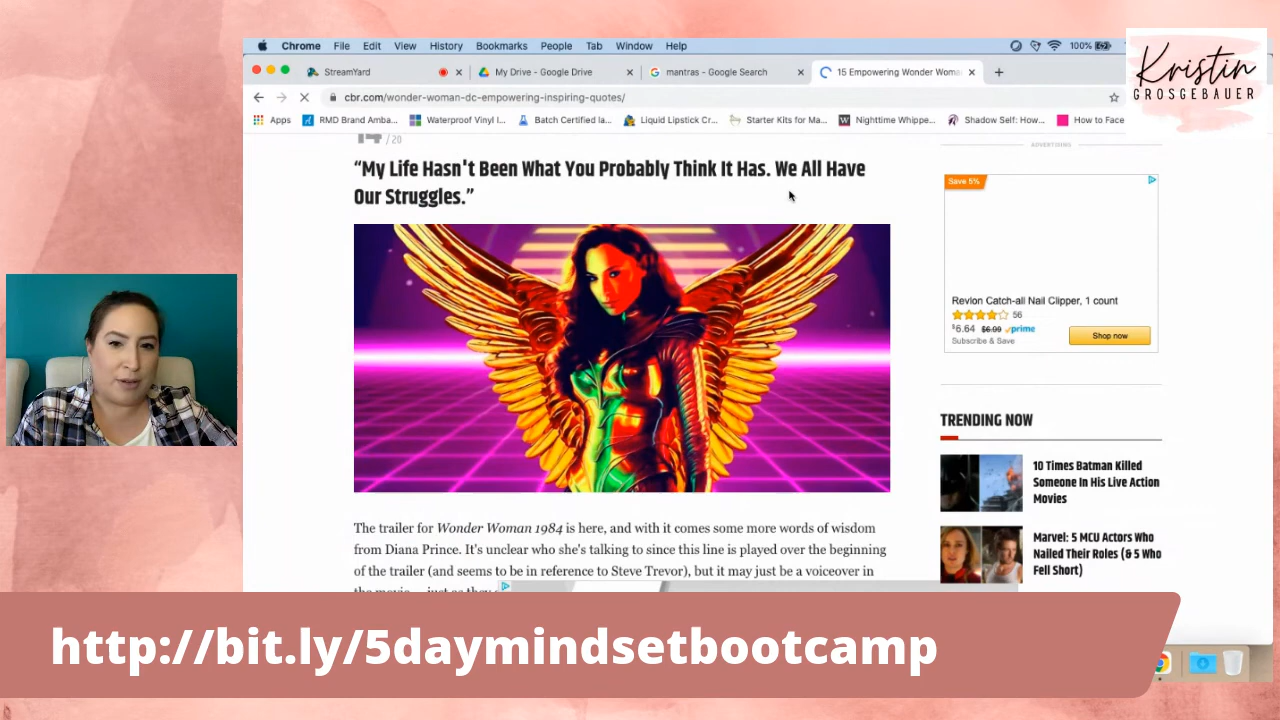 Chrome File Edit View History Bookmarks People Tab Window Help 100%
StreamYard
My Drive - Google Drive
mantras - Google Search
15 Empowering Wonder Woma
cbr.com/wonder-woman-dc-empowering-inspiring-quotes/
Apps RMD Brand Amba... Waterproof Vinyl I... Batch Certified Ia... Liquid Lipstick Cr... Starter Kits for Ma... Nighttime Whippe... Shadow Self: How... How to Face
Kristin
GROSGEBAUER
14 /20
“My Life Hasn't Been What You Probably Think It Has. We All Have
Our Struggles.”
The trailer for Wonder Woman 1984 is here, and with it comes some more words of wisdom
from Diana Prince. It's unclear who she's talking to since this line is played over the beginning
of the trailer (and seems to be in reference to Steve Trevor), but it may just be a voiceover in
ADVERTISING
Save 5%
Revlon Catch-all Nail Clipper, 1 count
56
$6.64 $6.99 prime
Subscribe & Save
Shop now
TRENDING NOW
10 Times Batman Killed
Someone In His Live Action
Movies
Marvel: 5 MCU Actors Who
Nailed Their Roles (& 5 Who
Fell Short)
http://bit.ly/5daymindsetbootcamp